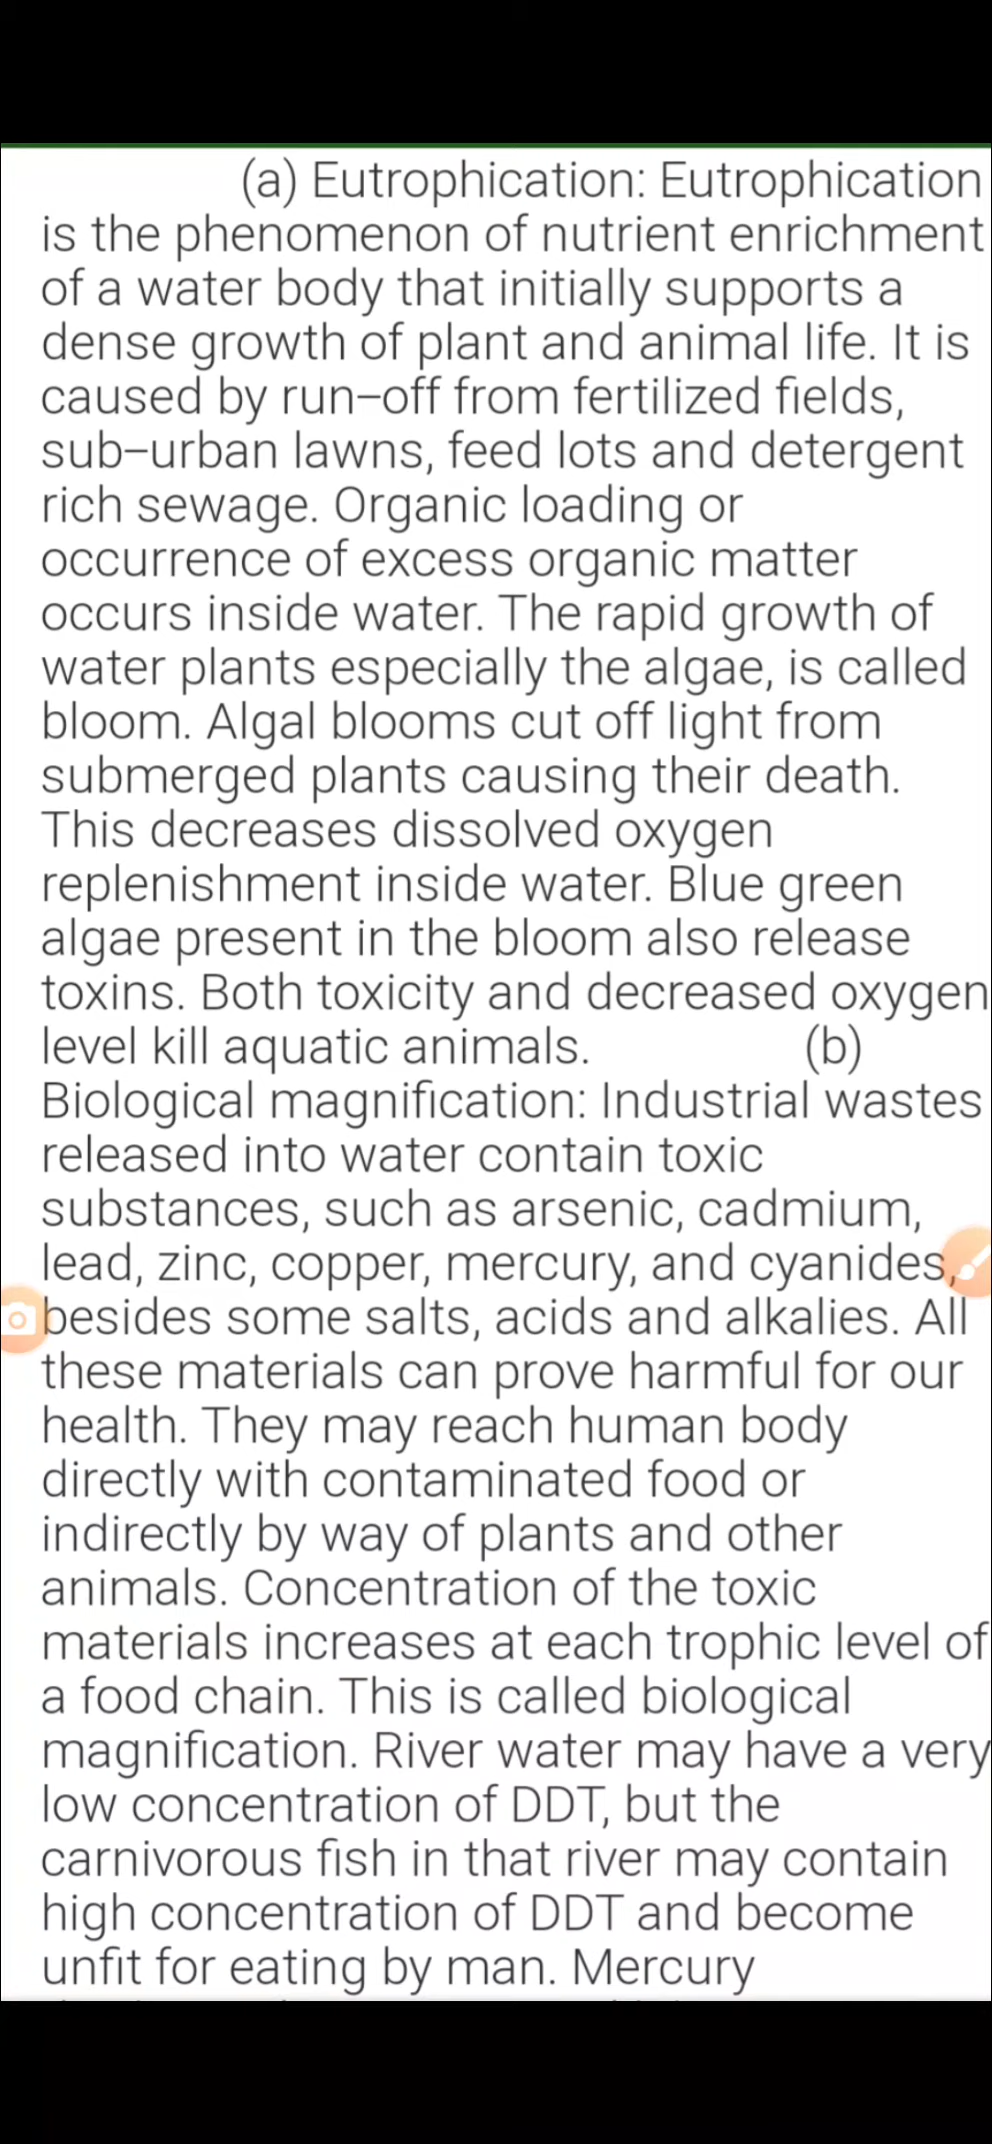 (a) Eutrophication: Eutrophication
is the phenomenon of nutrient enrichment
of a water body that initially supports a
dense growth of plant and animal life. It is
caused by run–off from fertilized fields,
sub–urban lawns, feed lots and detergent
rich sewage. Organic loading or
occurrence of excess organic matter
occurs inside water. The rapid growth of
water plants especially the algae, is called
bloom. Algal blooms cut off light from
submerged plants causing their death.
This decreases dissolved oxygen
replenishment inside water. Blue green
algae present in the bloom also release
toxins. Both toxicity and decreased oxygen
level kill aquatic animals. (b)
Biological magnification: Industrial wastes
released into water contain toxic
substances, such as arsenic, cadmium,
lead, zinc, copper, mercury, and cyanides,
besides some salts, acids and alkalies. All
these materials can prove harmful for our
health. They may reach human body
directly with contaminated food or
indirectly by way of plants and other
animals. Concentration of the toxic
materials increases at each trophic level of
a food chain. This is called biological
magnification. River water may have a very
low concentration of DDT, but the
carnivorous fish in that river may contain
high concentration of DDT and become
unfit for eating by man. Mercury